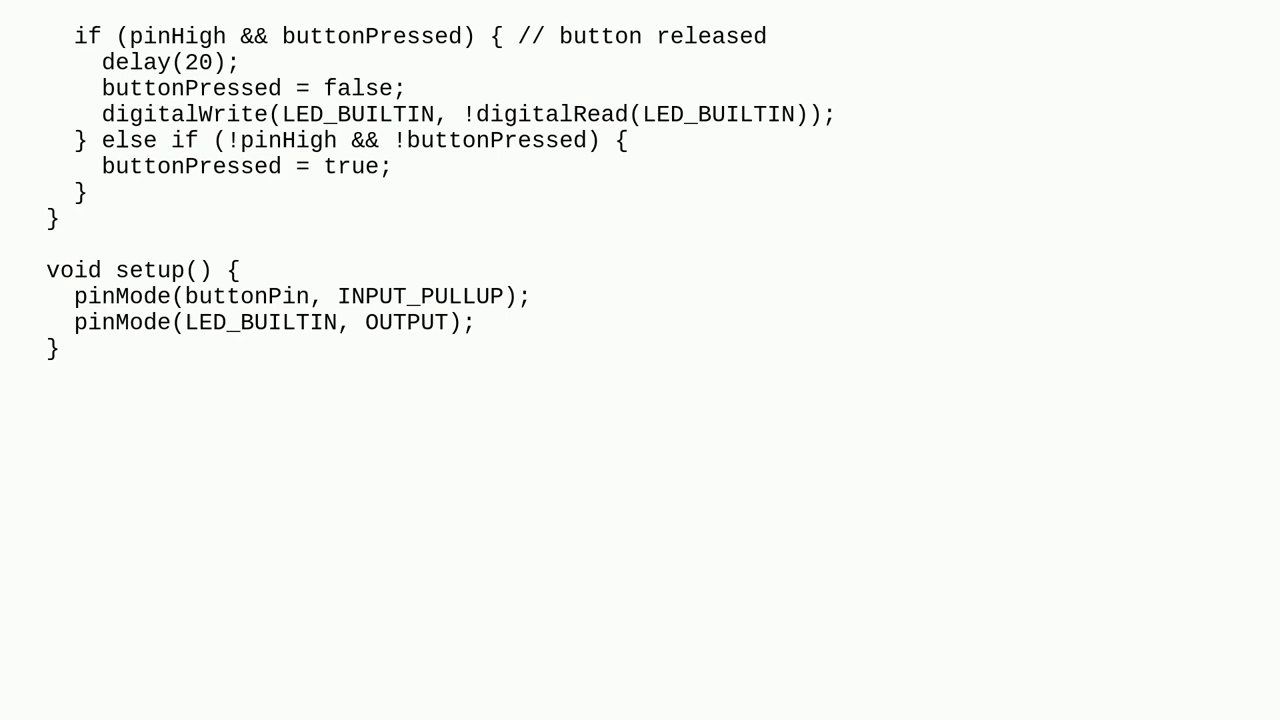 if (pinHigh && buttonPressed) { // button released
delay(20);
buttonPressed = false;
digitalWrite(LED_BUILTIN, !digitalRead(LED_BUILTIN));
} else if (!pinHigh && !buttonPressed) {
buttonPressed = true;
}
}
void setup() {
pinMode(buttonPin, INPUT_PULLUP);
pinMode(LED_BUILTIN, OUTPUT);
}